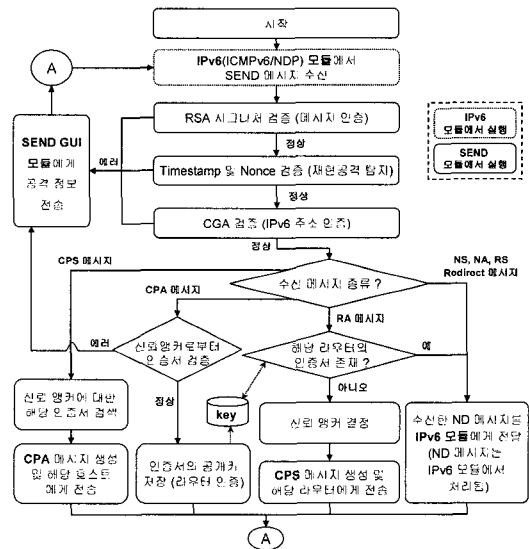 시작
A
IPv6(ICMPv6/NDP) 모듈에서
SEND 메시지 수신
RSA 시그니처 검증 (메시지 인증)
정상
SEND GUI
모듈에게
공격 정보
전송
에러
Timestamp 및 Nonce 검증 (재현공격 탐지)
정상
CGA 검증 (IPv6 주소 인증)
정상
IPv6
모듈에서 실행
SEND
모듈에서 실행
CPS 메시지
수신 메시지 종류 ?
NS, NA, RS
Redirect 메시지
CPA 메시지
RA 메시지
에러
신뢰앵커로부터
인증서 검증
해당 라우터의
인증서 존재 ?
예
정상
아니오
key
신뢰 앵커에 대한
해당 인증서 검색
신뢰 앵커 결정
수신한 ND 메시지를
IPv6 모듈에게 전달
(ND 메시지는
IPv6 모듈에서
처리됨)
CPA 메시지 생성
및 해당 호스트
에게 전송
인증서의 공개키
저장 (라우터 인증)
CPS 메시지 생성 및
해당 라우터에게 전송
A